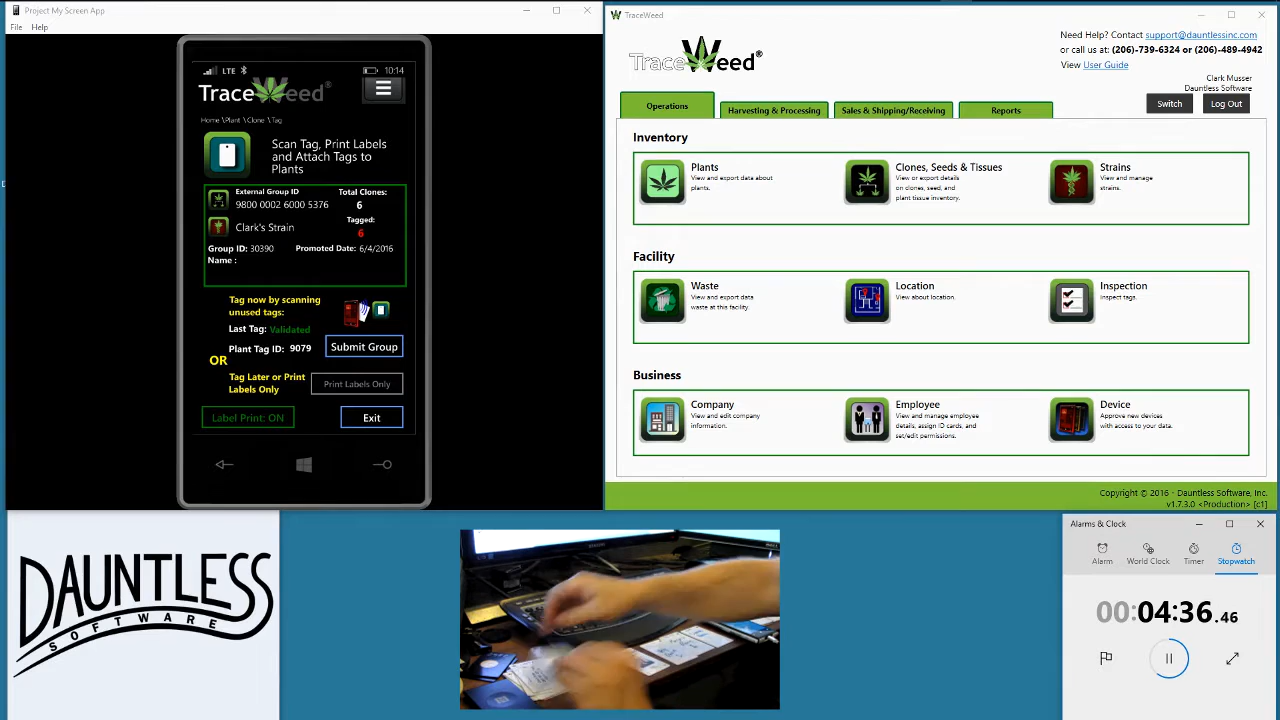 Project My Screen App
File Help
LTE 10:14
TraceWeed®
Home \Plant \Clone \Tag
Scan Tag, Print Labels
and Attach Tags to
Plants
External Group ID
9800 0002 6000 5376
Total Clones:
6
Clark's Strain
Tagged:
6
Group ID: 30390 Promoted Date: 6/4/2016
Name :
Tag now by scanning
unused tags:
Last Tag: Validated
Plant Tag ID: 9079
Submit Group
OR
Tag Later or Print
Labels Only
Print Labels Only
Label Print: ON
Exit
TraceWeed
TraceWeed®
Need Help? Contact support@dauntlessinc.com
or call us at: (206)-739-6324 or (206)-489-4942
View User Guide
Clark Musser
Dauntless Software
Switch Log Out
Operations Harvesting & Processing Sales & Shipping/Receiving Reports
Inventory
Plants
View and export data about
plants.
Clones, Seeds & Tissues
View or export details
on clones, seed, and
plant tissue inventory.
Strains
View and manage
strains.
Facility
Waste
View and export data
waste at this facility.
Location
View about location.
Inspection
Inspect tags.
Business
Company
View and edit company
information.
Employee
View and manage employee
details, assign ID cards, and
set/edit permissions.
Device
Approve new devices
with access to your data.
Copyright © 2016 - Dauntless Software, Inc.
v1.7.3.0 <Production> [c1]
DAUNTLESS
SOFTWARE
Alarms & Clock
Alarm World Clock Timer Stopwatch
00:04:36.46